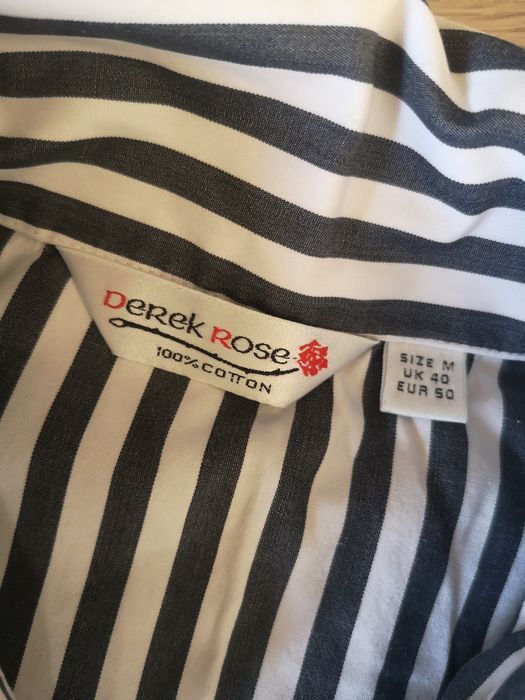 DEREK ROSE
100% COTTON
SIZE M
UK 40
EUR 50